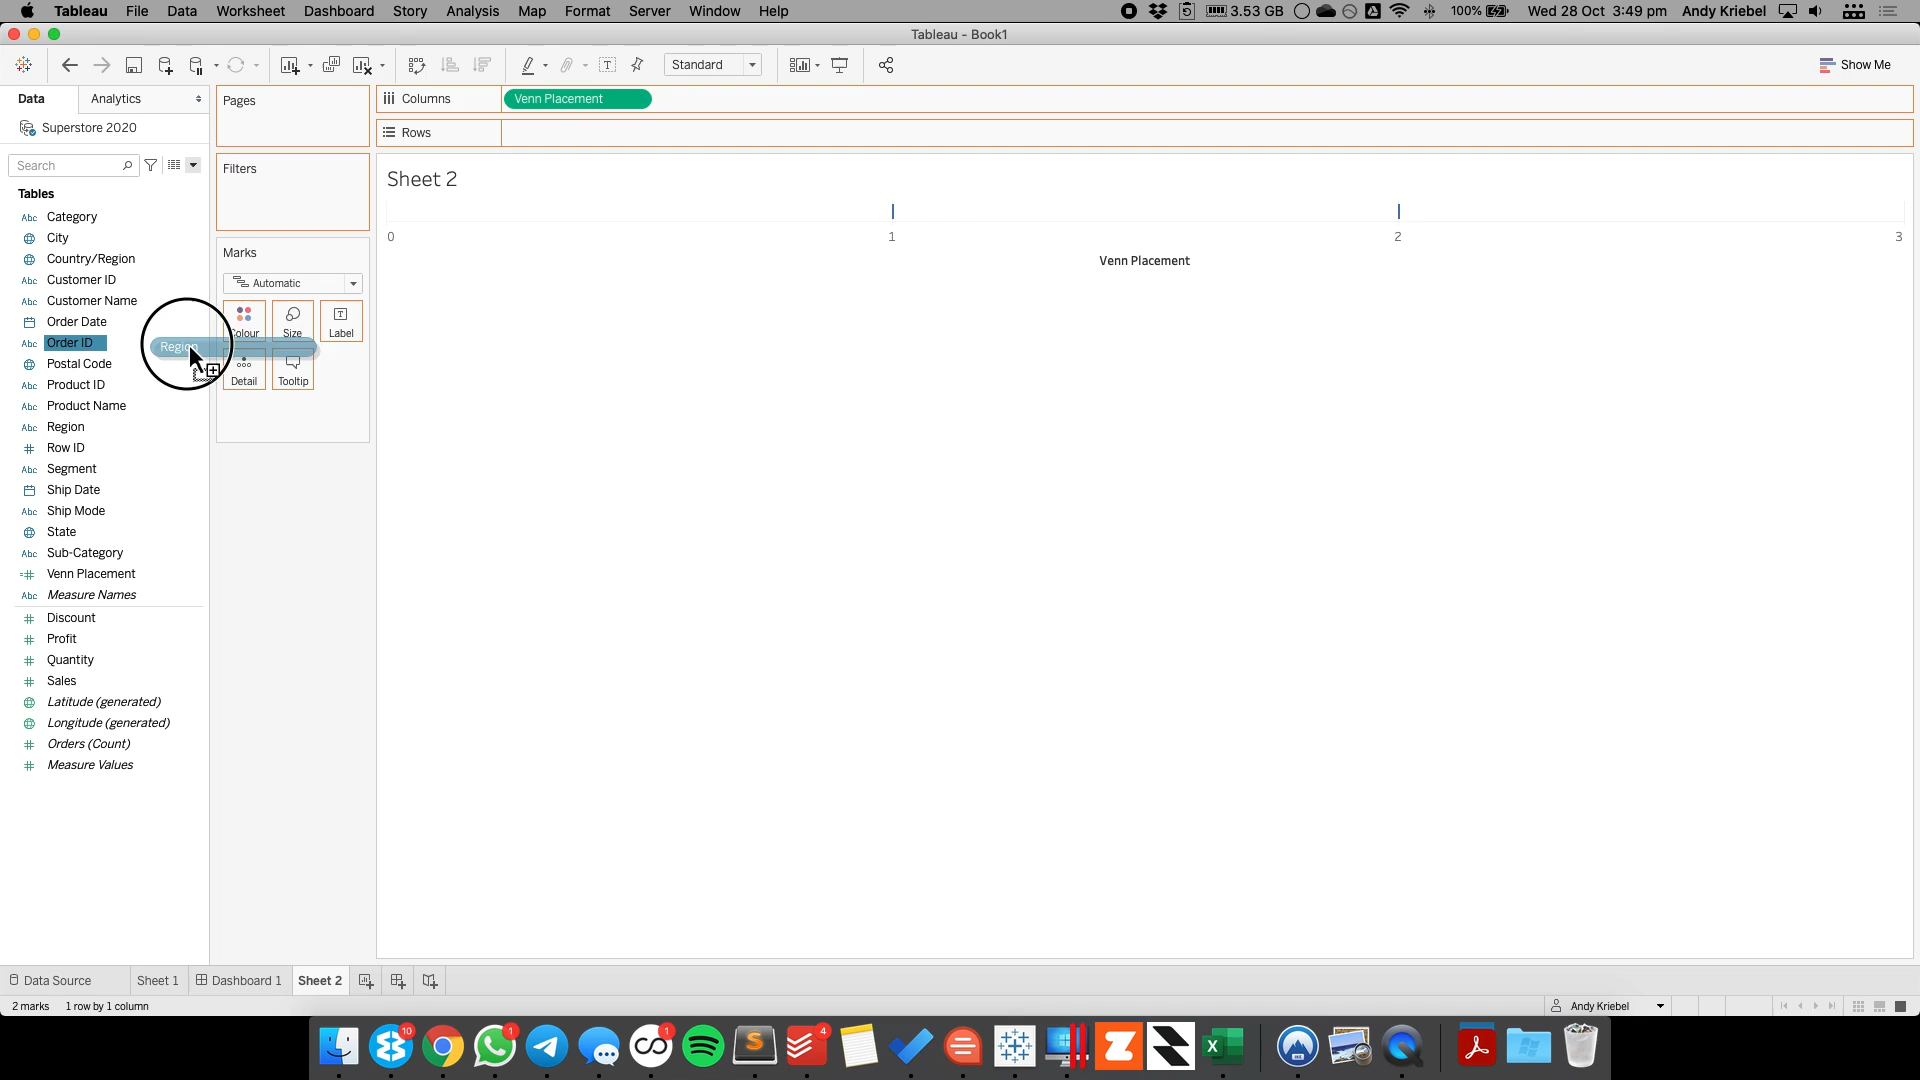 Tableau File Data Worksheet Dashboard Story Analysis Map Format Server Window Help 3.53 GB 100% Wed 28 Oct 3:49 pm Andy Kriebel
Tableau - Book1
Standard Show Me
Data Analytics Pages Columns Venn Placement
Superstore 2020
Rows
Search Filters
Tables Sheet 2
Category
City
0 1 2 3
Country/Region Marks Venn Placement
Customer ID Automatic
Customer Name
Order Date Colour Size Label
Order ID Region
Postal Code
Product ID Detail Tooltip
Product Name
Region
Row ID
Segment
Ship Date
Ship Mode
State
Sub-Category
Venn Placement
Measure Names
Discount
Profit
Quantity
Sales
Latitude (generated)
Longitude (generated)
Orders (Count)
Measure Values
Data Source Sheet 1 Dashboard 1 Sheet 2
2 marks 1 row by 1 column Andy Kriebel
10 1 1 4